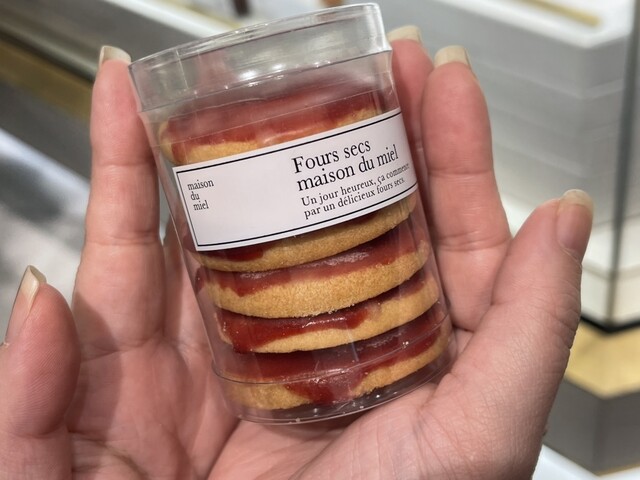 maison
du
miel
Fours secs
maison du miel
Un jour heureux, ça commence
par un délicieux fours secs.